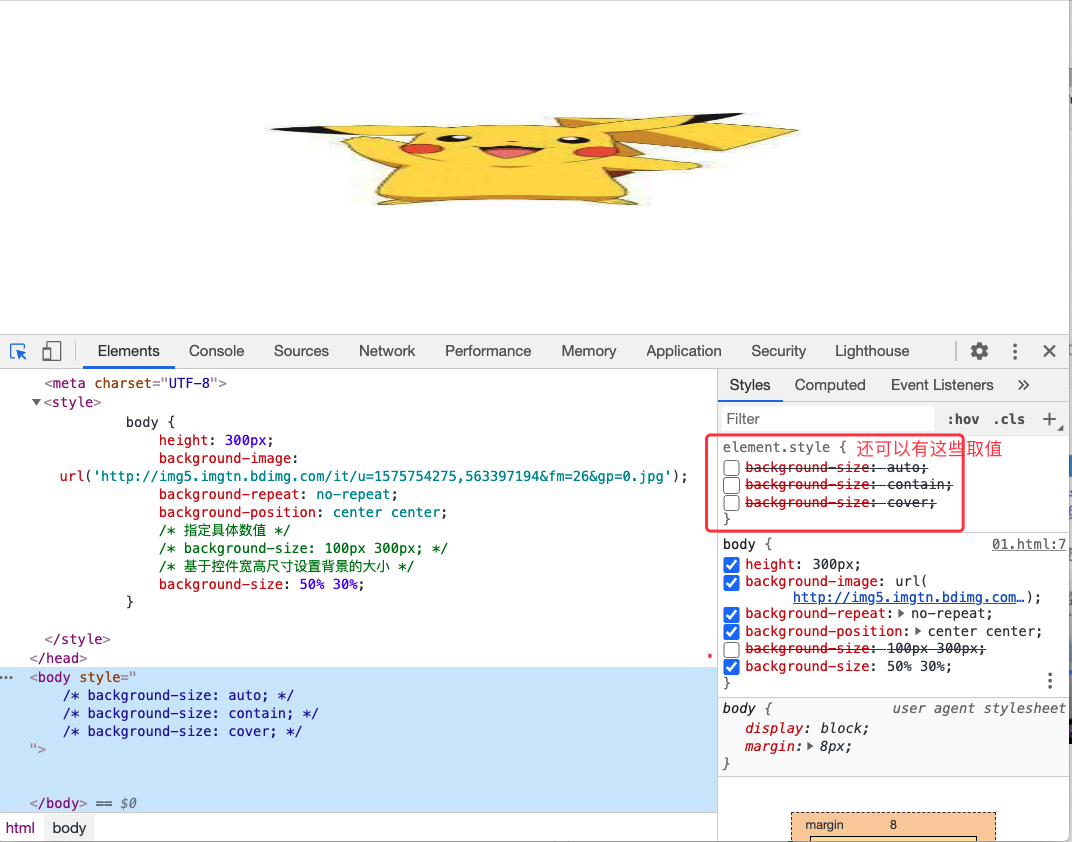 Elements Console Sources Network Performance Memory Application Security Lighthouse
<meta charset="UTF-8">
<style>
body {
height: 300px;
background-image:
url('http://img5.imgtn.bdimg.com/it/u=1575754275,563397194&fm=26&gp=0.jpg');
background-repeat: no-repeat;
background-position: center center;
/* 指定具体数值 */
/* background-size: 100px 300px; */
/* 基于控件宽高尺寸设置背景的大小 */
background-size: 50% 30%;
}
</style>
</head>
<body style="
/* background-size: auto; */
/* background-size: contain; */
/* background-size: cover; */
">
</body> == $0
html body
Styles Computed Event Listeners »
Filter :hov .cls +
element.style { 还可以有这些取值
background-size: auto;
background-size: contain;
background-size: cover;
}
body { 01.html:7
height: 300px;
background-image: url(
http://img5.imgtn.bdimg.com…);
background-repeat: no-repeat;
background-position: center center;
background-size: 100px 300px;
background-size: 50% 30%;
}
body { user agent stylesheet
display: block;
margin: 8px;
}
margin 8